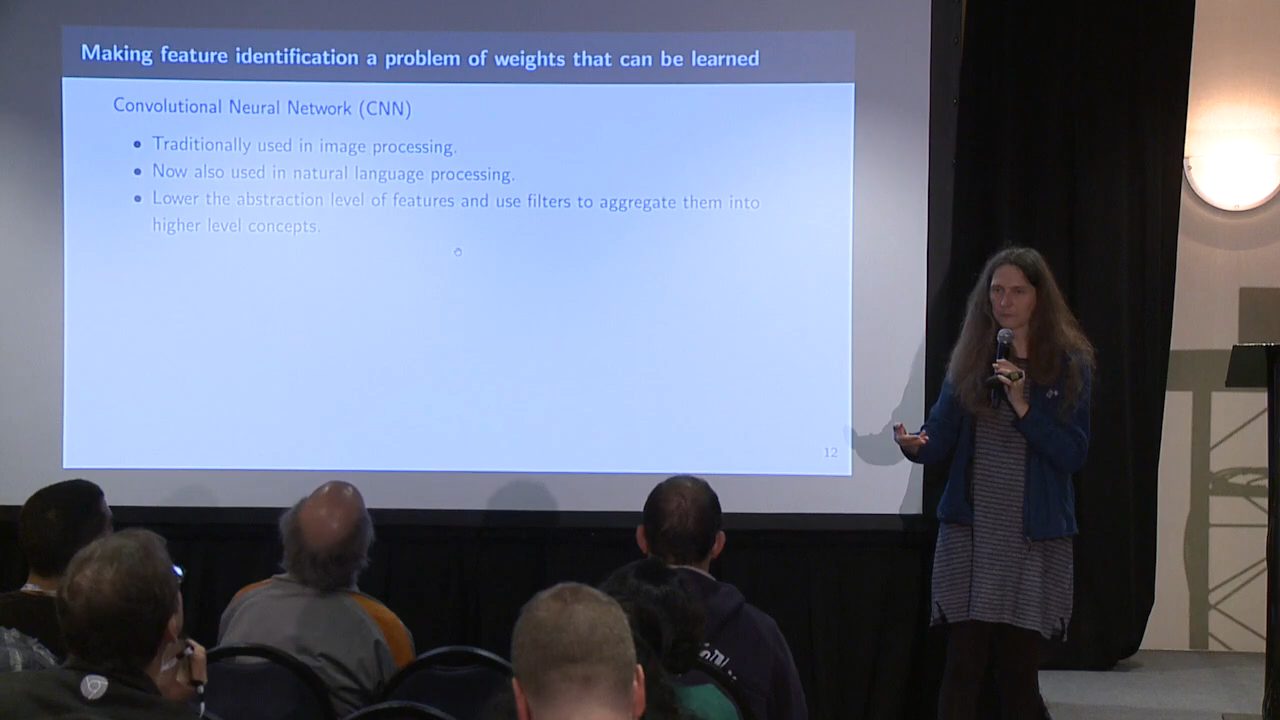 Making feature identification a problem of weights that can be learned
Convolutional Neural Network (CNN)
Traditionally used in image processing.
Now also used in natural language processing.
Lower the abstraction level of features and use filters to aggregate them into
higher level concepts.
12